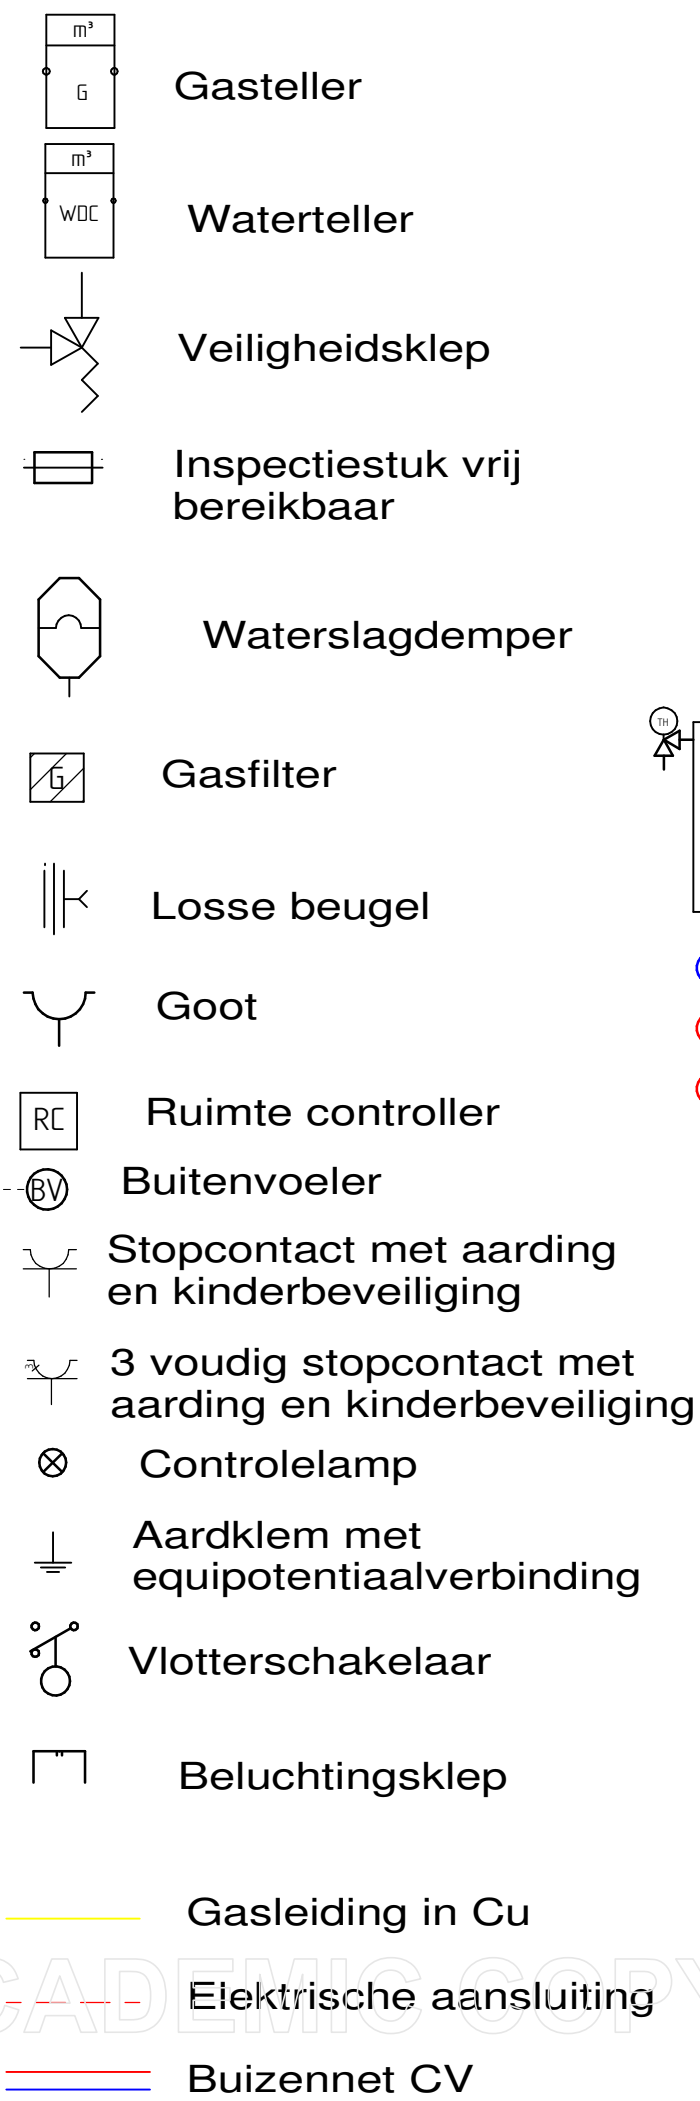 m³
G
Gasteller
m³
WDC
Waterteller
Veiligheidsklep
Inspectiestuk vrij
bereikbaar
Waterslagdemper
TH
G
Gasfilter
Losse beugel
Goot
RC
Ruimte controller
BV
Buitenvoeler
Stopcontact met aarding
en kinderbeveiliging
3
3 voudig stopcontact met
aarding en kinderbeveiliging
Controlelamp
Aardklem met
equipotentiaalverbinding
Vlotterschakelaar
Beluchtingsklep
Gasleiding in Cu
CADEMIC COPY
Elektrische aansluiting
Buizennet CV